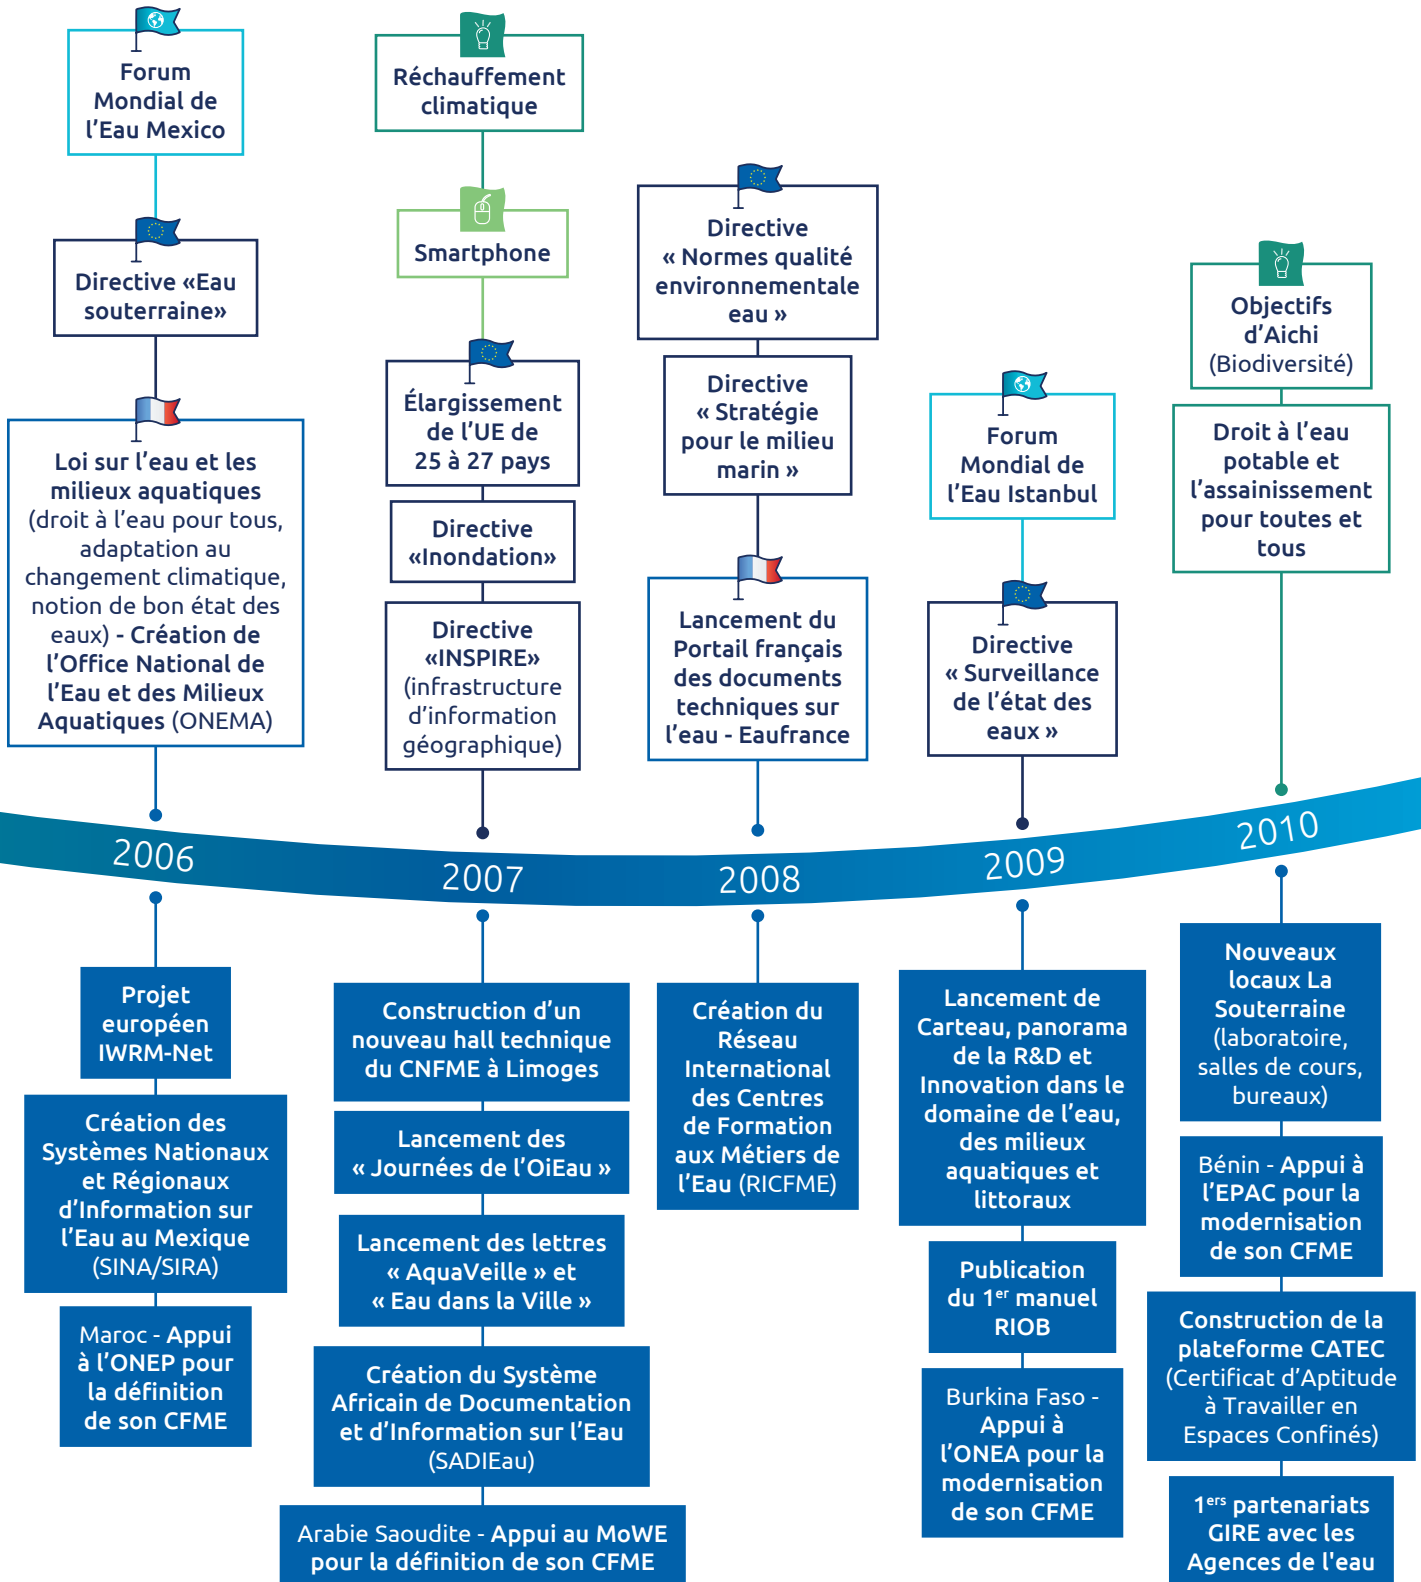 Forum
Mondial de
l'Eau Mexico
Directive «Eau
souterraine»
Loi sur l'eau et les
milieux aquatiques
(droit à l'eau pour tous,
adaptation au
changement climatique,
notion de bon état des
eaux) - Création de
l'Office National de
l'Eau et des Milieux
Aquatiques (ONEMA)
Réchauffement
climatique
Smartphone
Élargissement
de l'UE de
25 à 27 pays
Directive
«Inondation»
Directive
«INSPIRE»
(infrastructure
d'information
géographique)
Directive
« Normes qualité
environnementale
eau »
Directive
« Stratégie
pour le milieu
marin »
Lancement du
Portail français
des documents
techniques sur
l'eau - Eaufrance
Forum
Mondial de
l'Eau Istanbul
Directive
« Surveillance
de l'état des
eaux »
Objectifs
d'Aichi
(Biodiversité)
Droit à l'eau
potable et
l'assainissement
pour toutes et
tous
2006
2007
2008
2009
2010
Projet
européen
IWRM-Net
Création des
Systèmes Nationaux
et Régionaux
d'Information sur
l'Eau au Mexique
(SINA/SIRA)
Maroc - Appui
à l'ONEP pour
la définition
de son CFME
Construction d'un
nouveau hall technique
du CNFME à Limoges
Lancement des
« Journées de l'OiEau »
Lancement des lettres
« AquaVeille » et
« Eau dans la Ville »
Création du Système
Africain de Documentation
et d'Information sur l'Eau
(SADIEau)
Arabie Saoudite - Appui au MoWE
pour la définition de son CFME
Création du
Réseau
International
des Centres
de Formation
aux Métiers de
l'Eau (RICFME)
Lancement de
Carteau, panorama
de la R&D et
Innovation dans le
domaine de l'eau,
des milieux
aquatiques et
littoraux
Publication
du 1er manuel
RIOB
Burkina Faso -
Appui à
l'ONEA pour la
modernisation
de son CFME
Nouveaux
locaux La
Souterraine
(laboratoire,
salles de cours,
bureaux)
Bénin - Appui à
l'EPAC pour la
modernisation
de son CFME
Construction de la
plateforme CATEC
(Certificat d'Aptitude
à Travailler en
Espaces Confinés)
1ers partenariats
GIRE avec les
Agences de l'eau